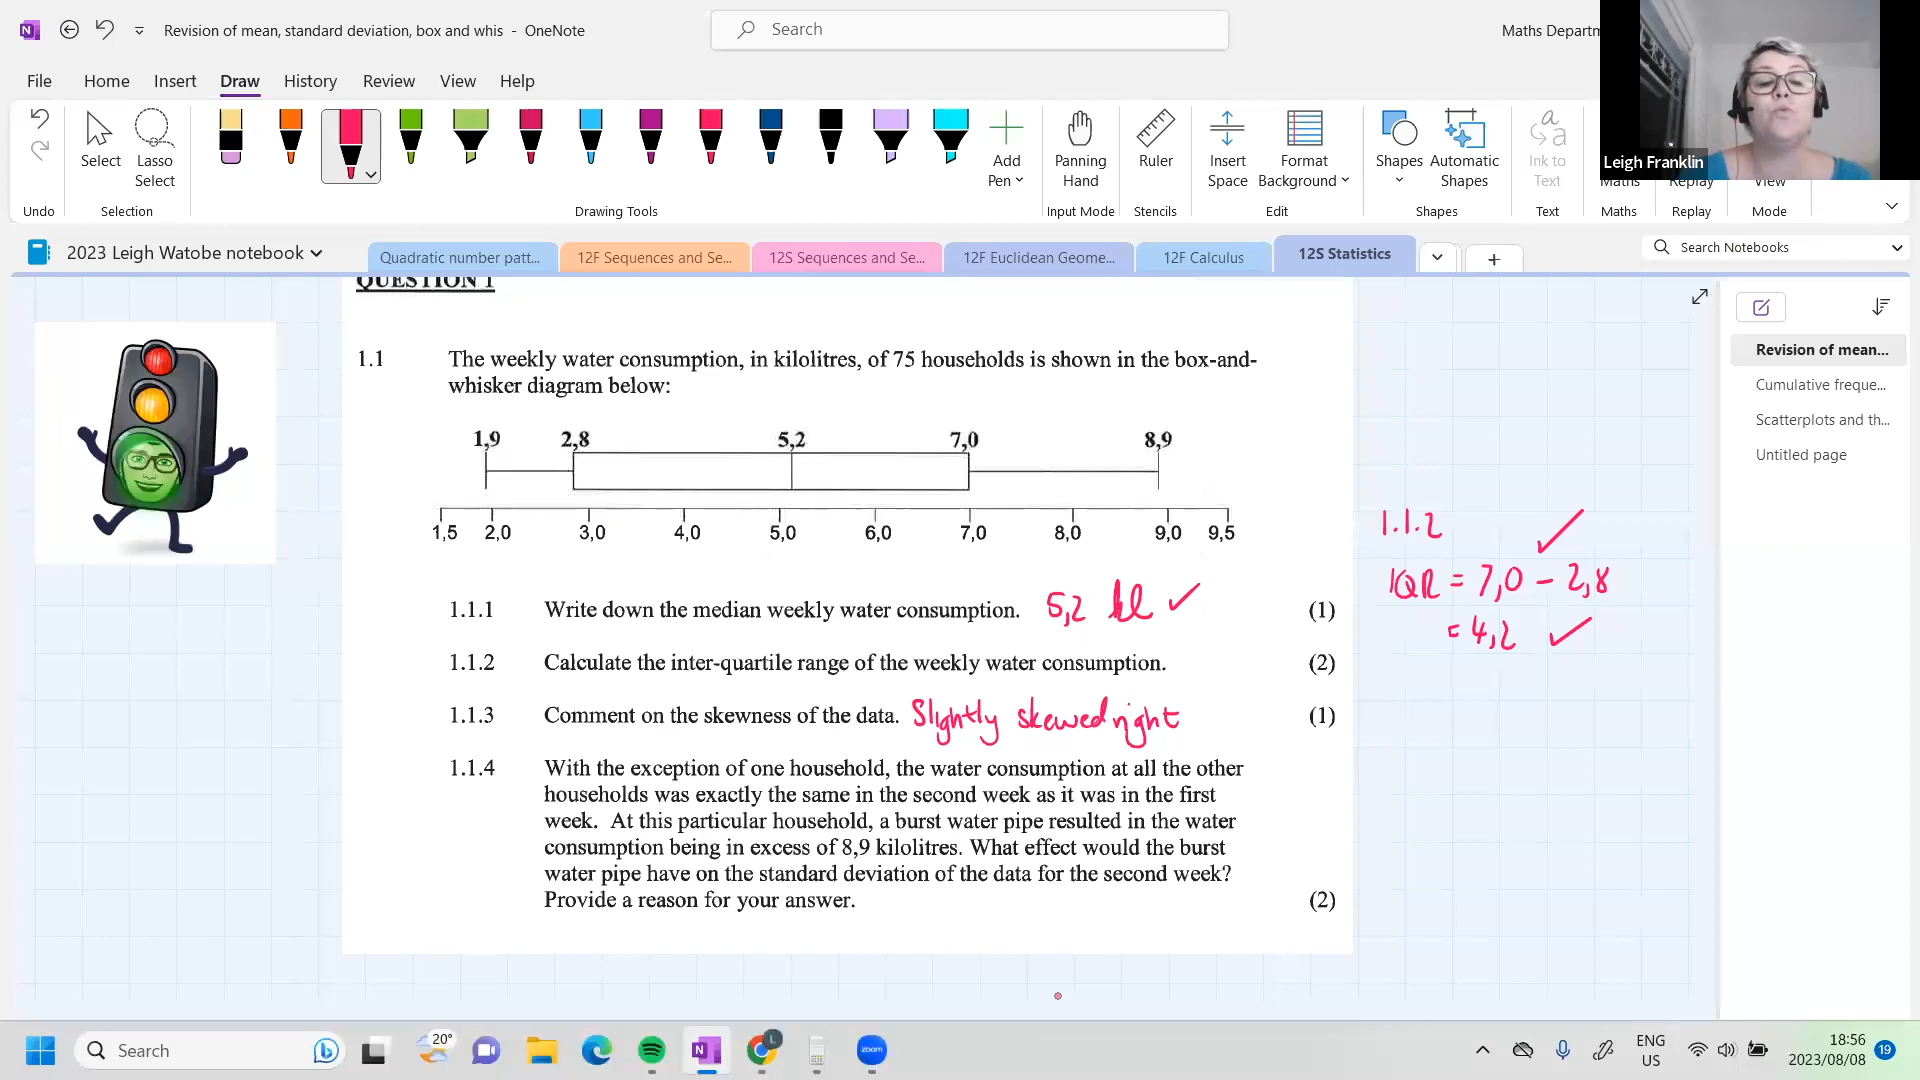 Revision of mean, standard deviation, box and whis - OneNote
Search
Maths Departm
File Home Insert Draw History Review View Help
Select
Lasso Select
Add Pen
Panning Hand
Ruler
Insert Space
Format Background
Shapes
Automatic Shapes
Ink to Text
Maths
Replay
View
Leigh Franklin
Undo
Selection
Drawing Tools
Input Mode
Stencils
Edit
Shapes
Text
Maths
Replay
Mode
2023 Leigh Watobe notebook
Quadratic number patt...
12F Sequences and Se...
12S Sequences and Se...
12F Euclidean Geome...
12F Calculus
12S Statistics
Search Notebooks
Revision of mean...
Cumulative freque...
Scatterplots and th...
Untitled page
QUESTION 1
1.1 The weekly water consumption, in kilolitres, of 75 households is shown in the box-and-
whisker diagram below:
1,9 2,8 5,2 7,0 8,9
1,5 2,0 3,0 4,0 5,0 6,0 7,0 8,0 9,0 9,5
1.1.1 Write down the median weekly water consumption. 5,2 kl ✓ (1)
1.1.2 Calculate the inter-quartile range of the weekly water consumption. (2)
1.1.3 Comment on the skewness of the data. Slightly skewed right (1)
1.1.4 With the exception of one household, the water consumption at all the other
households was exactly the same in the second week as it was in the first
week. At this particular household, a burst water pipe resulted in the water
consumption being in excess of 8,9 kilolitres. What effect would the burst
water pipe have on the standard deviation of the data for the second week?
Provide a reason for your answer. (2)
1.1.2 ✓
IQR = 7,0 - 2,8
= 4,2 ✓
Search
20°
L
zoom
ENG
US
18:56
2023/08/08
19